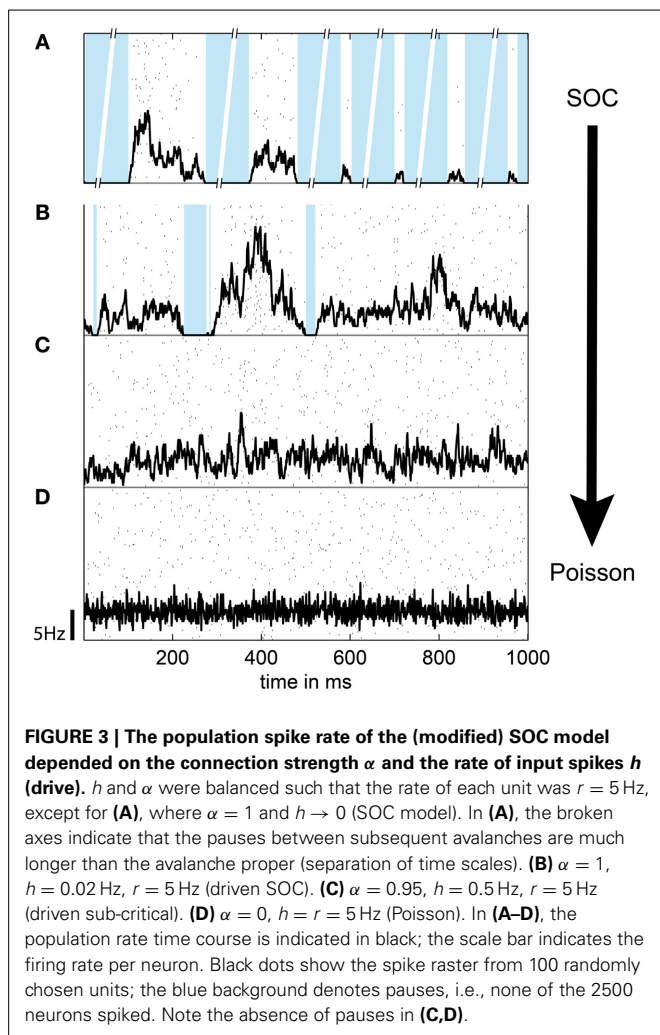 A
SOC
B
C
D
Poisson
5Hz
200 400 600 800 1000
time in ms
FIGURE 3 | The population spike rate of the (modified) SOC model
depended on the connection strength α and the rate of input spikes h
(drive). h and α were balanced such that the rate of each unit was r = 5 Hz,
except for (A), where α = 1 and h → 0 (SOC model). In (A), the broken
axes indicate that the pauses between subsequent avalanches are much
longer than the avalanche proper (separation of time scales). (B) α = 1,
h = 0.02 Hz, r = 5 Hz (driven SOC). (C) α = 0.95, h = 0.5 Hz, r = 5 Hz
(driven sub-critical). (D) α = 0, h = r = 5 Hz (Poisson). In (A–D), the
population rate time course is indicated in black; the scale bar indicates the
firing rate per neuron. Black dots show the spike raster from 100 randomly
chosen units; the blue background denotes pauses, i.e., none of the 2500
neurons spiked. Note the absence of pauses in (C,D).